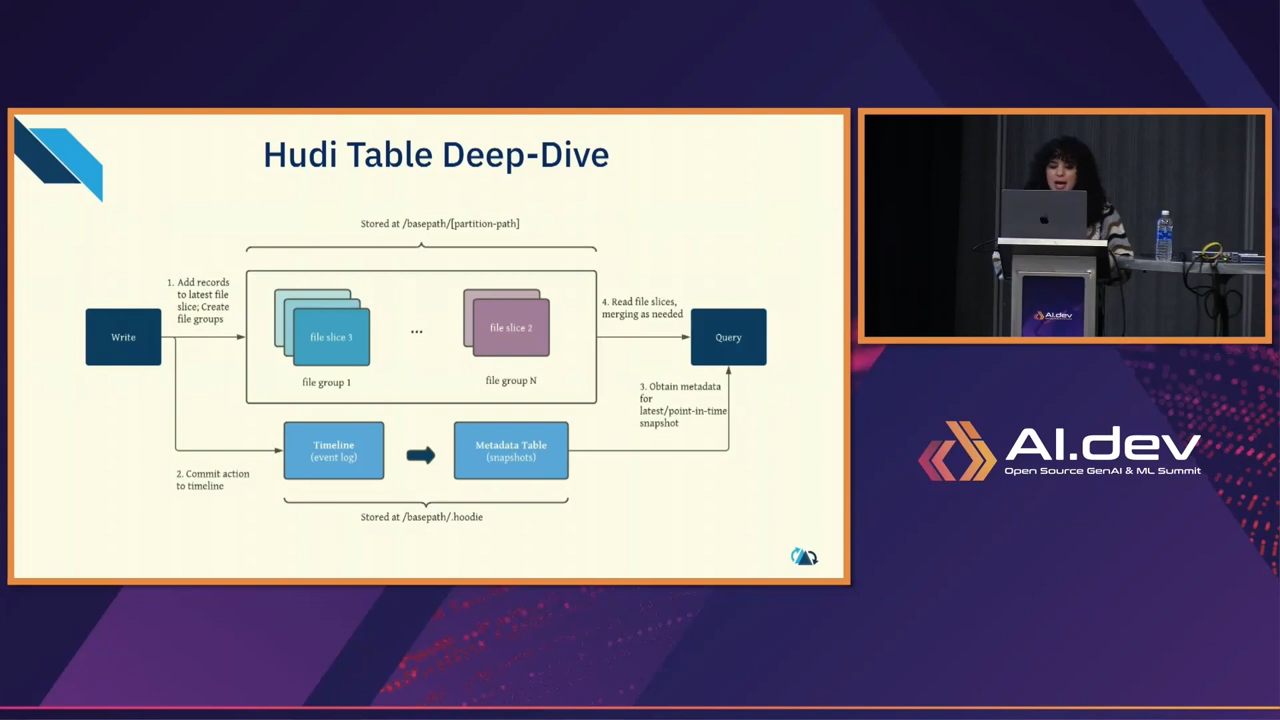 Hudi Table Deep-Dive
Stored at /basepath/[partition-path]
1. Add records
to latest file
slice; Create
file groups
Write
file slice 3
...
file slice 2
file group 1
file group N
4. Read file slices,
merging as needed
Query
3. Obtain metadata
for
latest/point-in-time
snapshot
Timeline
(event log)
Metadata Table
(snapshots)
2. Commit action
to timeline
Stored at /basepath/.hoodie
AI.dev
AI.dev
Open Source GenAI & ML Summit